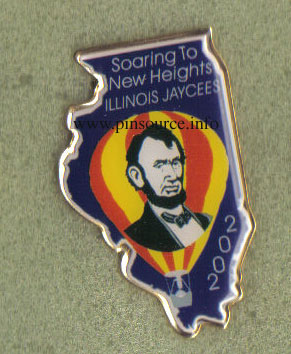 Soaring To
New Heights
ILLINOIS JAYCEES
www.pinsource.info
2002